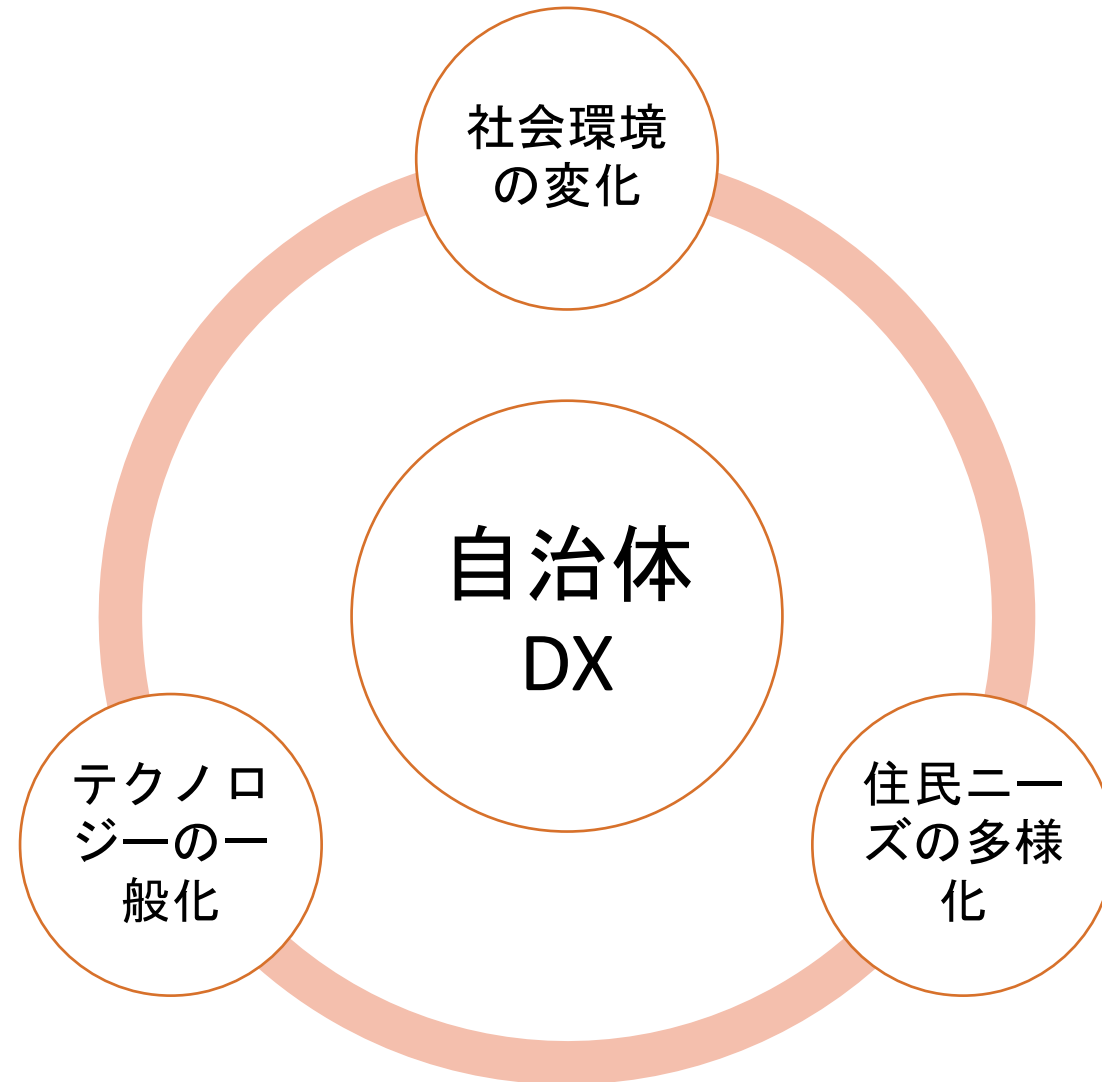 社会環境
の変化
自治体
DX
テクノロ
ジーの一
般化
住民ニー
ズの多様
化